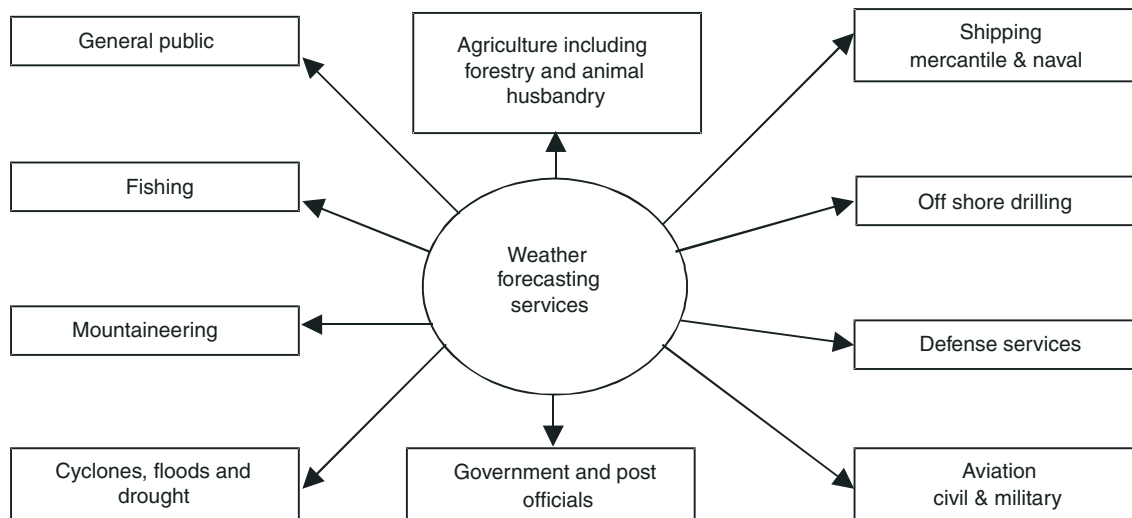 General public
Agriculture including
forestry and animal
husbandry
Shipping
mercantile & naval
Fishing
Off shore drilling
Weather
forecasting
services
Mountaineering
Defense services
Cyclones, floods and
drought
Government and post
officials
Aviation
civil & military